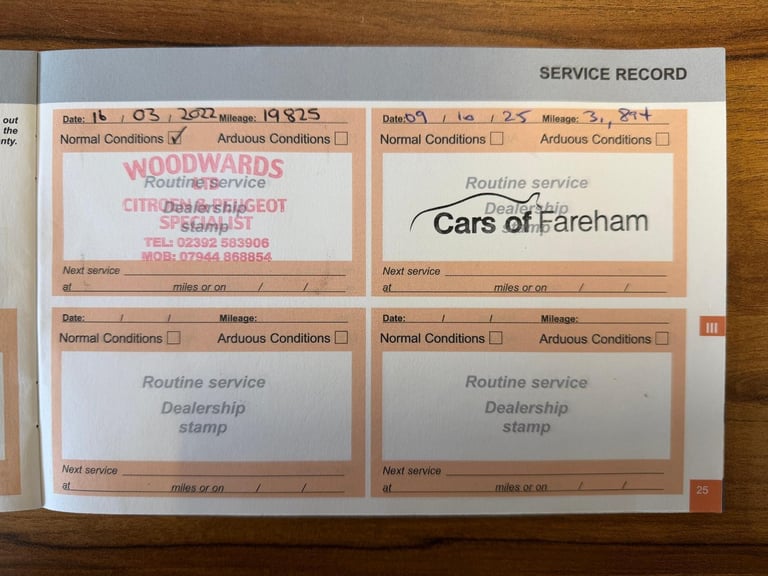 out
the
nty.
SERVICE RECORD
Date: 16 / 03 / 2022 Mileage: 19825
Normal Conditions ✓ Arduous Conditions
WOODWARDS
Routine service
LTD
CITROEN & PEUGEOT
Dealership
SPECIALIST
stamp
TEL: 02392 583906
MOB: 07944 868854
Next service
at miles or on / /
Date: 09 / 10 / 25 Mileage:
Normal Conditions Arduous Conditions
Routine service
Dealership
stamp
Cars of Fareham
Next service
at miles or on / /
Date: / / Mileage:
Normal Conditions Arduous Conditions
Routine service
Dealership
stamp
Next service
at miles or on / /
Date: / / Mileage:
Normal Conditions Arduous Conditions
Routine service
Dealership
stamp
Next service
at miles or on / /
III
25